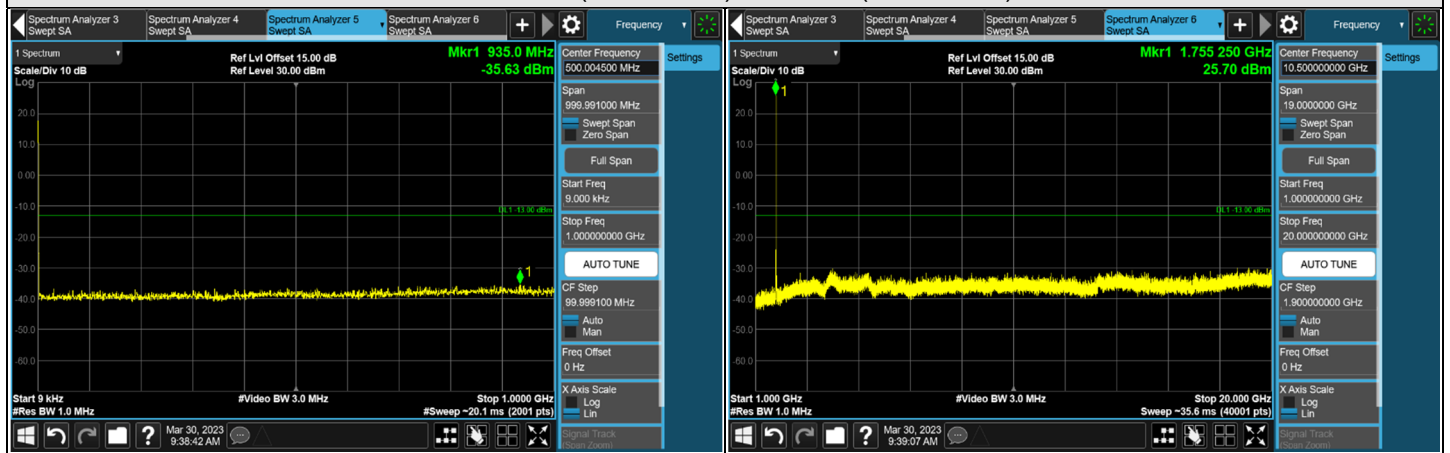 Spectrum Analyzer 3
Swept SA
Spectrum Analyzer 4
Swept SA
Spectrum Analyzer 5
Swept SA
Spectrum Analyzer 6
Swept SA
+
Frequency
1 Spectrum
Scale/Div 10 dB
Log
Ref Lvl Offset 15.00 dB
Ref Level 30.00 dBm
Mkr1 935.0 MHz
-35.63 dBm
20.0
10.0
0.00
-10.0
-20.0
-30.0
-40.0
-50.0
-60.0
DL1 -13.00 dBm
1
Start 9 kHz
#Res BW 1.0 MHz
#Video BW 3.0 MHz
Stop 1.0000 GHz
#Sweep ~20.1 ms (2001 pts)
Center Frequency
500.004500 MHz
Settings
Span
999.991000 MHz
Swept Span
Zero Span
Full Span
Start Freq
9.000 kHz
Stop Freq
1.000000000 GHz
AUTO TUNE
CF Step
99.999100 MHz
Auto
Man
Freq Offset
0 Hz
X Axis Scale
Log
Lin
Signal Track
(Span Zoom)
?
Mar 30, 2023
9:38:42 AM
Spectrum Analyzer 3
Swept SA
Spectrum Analyzer 4
Swept SA
Spectrum Analyzer 5
Swept SA
Spectrum Analyzer 6
Swept SA
+
Frequency
1 Spectrum
Scale/Div 10 dB
Log
Ref Lvl Offset 15.00 dB
Ref Level 30.00 dBm
Mkr1 1.755 250 GHz
25.70 dBm
1
20.0
10.0
0.00
-10.0
-20.0
-30.0
-40.0
-50.0
-60.0
DL1 -13.00 dBm
Start 1.000 GHz
#Res BW 1.0 MHz
#Video BW 3.0 MHz
Stop 20.000 GHz
Sweep ~35.6 ms (40001 pts)
Center Frequency
10.500000000 GHz
Settings
Span
19.0000000 GHz
Swept Span
Zero Span
Full Span
Start Freq
1.000000000 GHz
Stop Freq
20.000000000 GHz
AUTO TUNE
CF Step
1.900000000 GHz
Auto
Man
Freq Offset
0 Hz
X Axis Scale
Log
Lin
Signal Track
(Span Zoom)
?
Mar 30, 2023
9:39:07 AM